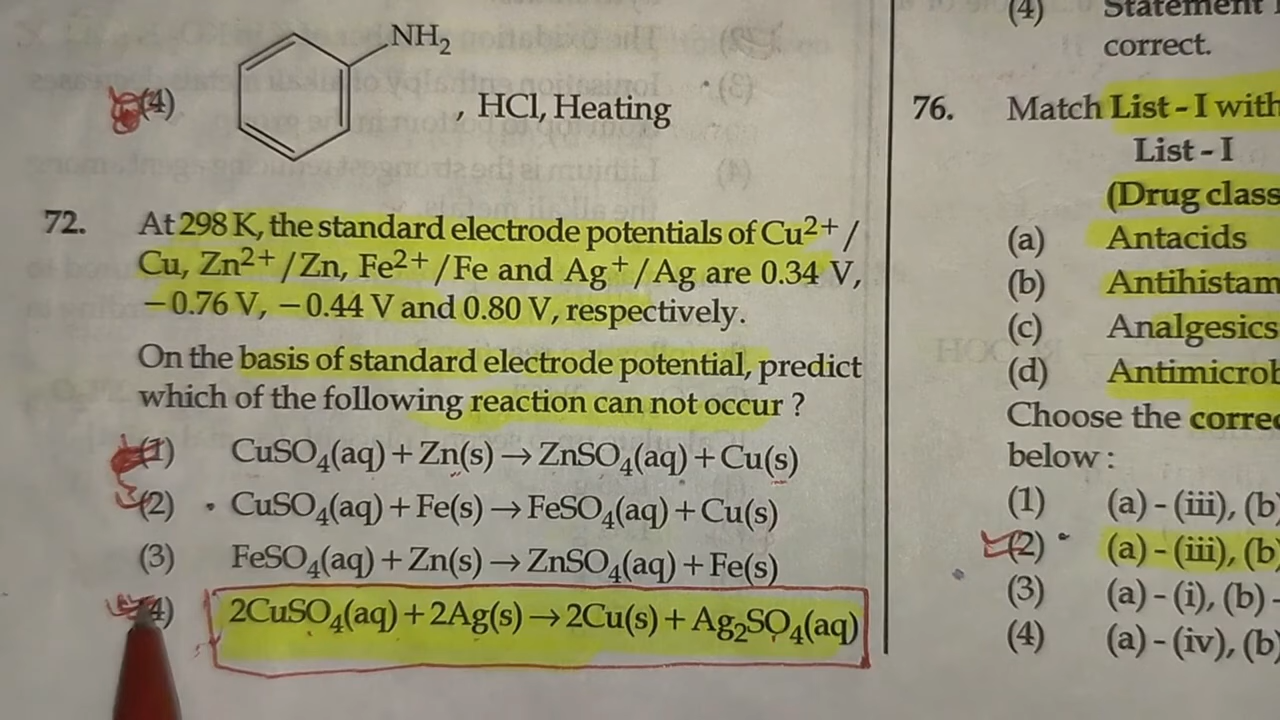 NH₂
(4) , HCl, Heating
72. At 298 K, the standard electrode potentials of Cu²⁺ /
Cu, Zn²⁺ /Zn, Fe²⁺ /Fe and Ag⁺ /Ag are 0.34 V,
−0.76 V, −0.44 V and 0.80 V, respectively.
On the basis of standard electrode potential, predict
which of the following reaction can not occur ?
(1) CuSO₄(aq) + Zn(s) → ZnSO₄(aq) + Cu(s)
(2) CuSO₄(aq) + Fe(s) → FeSO₄(aq) + Cu(s)
(3) FeSO₄(aq) + Zn(s) → ZnSO₄(aq) + Fe(s)
(4) 2CuSO₄(aq) + 2Ag(s) → 2Cu(s) + Ag₂SO₄(aq)
(4) Statement
correct.
76. Match List - I with
List - I
(Drug class
(a) Antacids
(b) Antihistam
(c) Analgesics
(d) Antimicrob
Choose the correc
below :
(1) (a) - (iii), (b)
(2) (a) - (iii), (b)
(3) (a) - (i), (b) -
(4) (a) - (iv), (b)